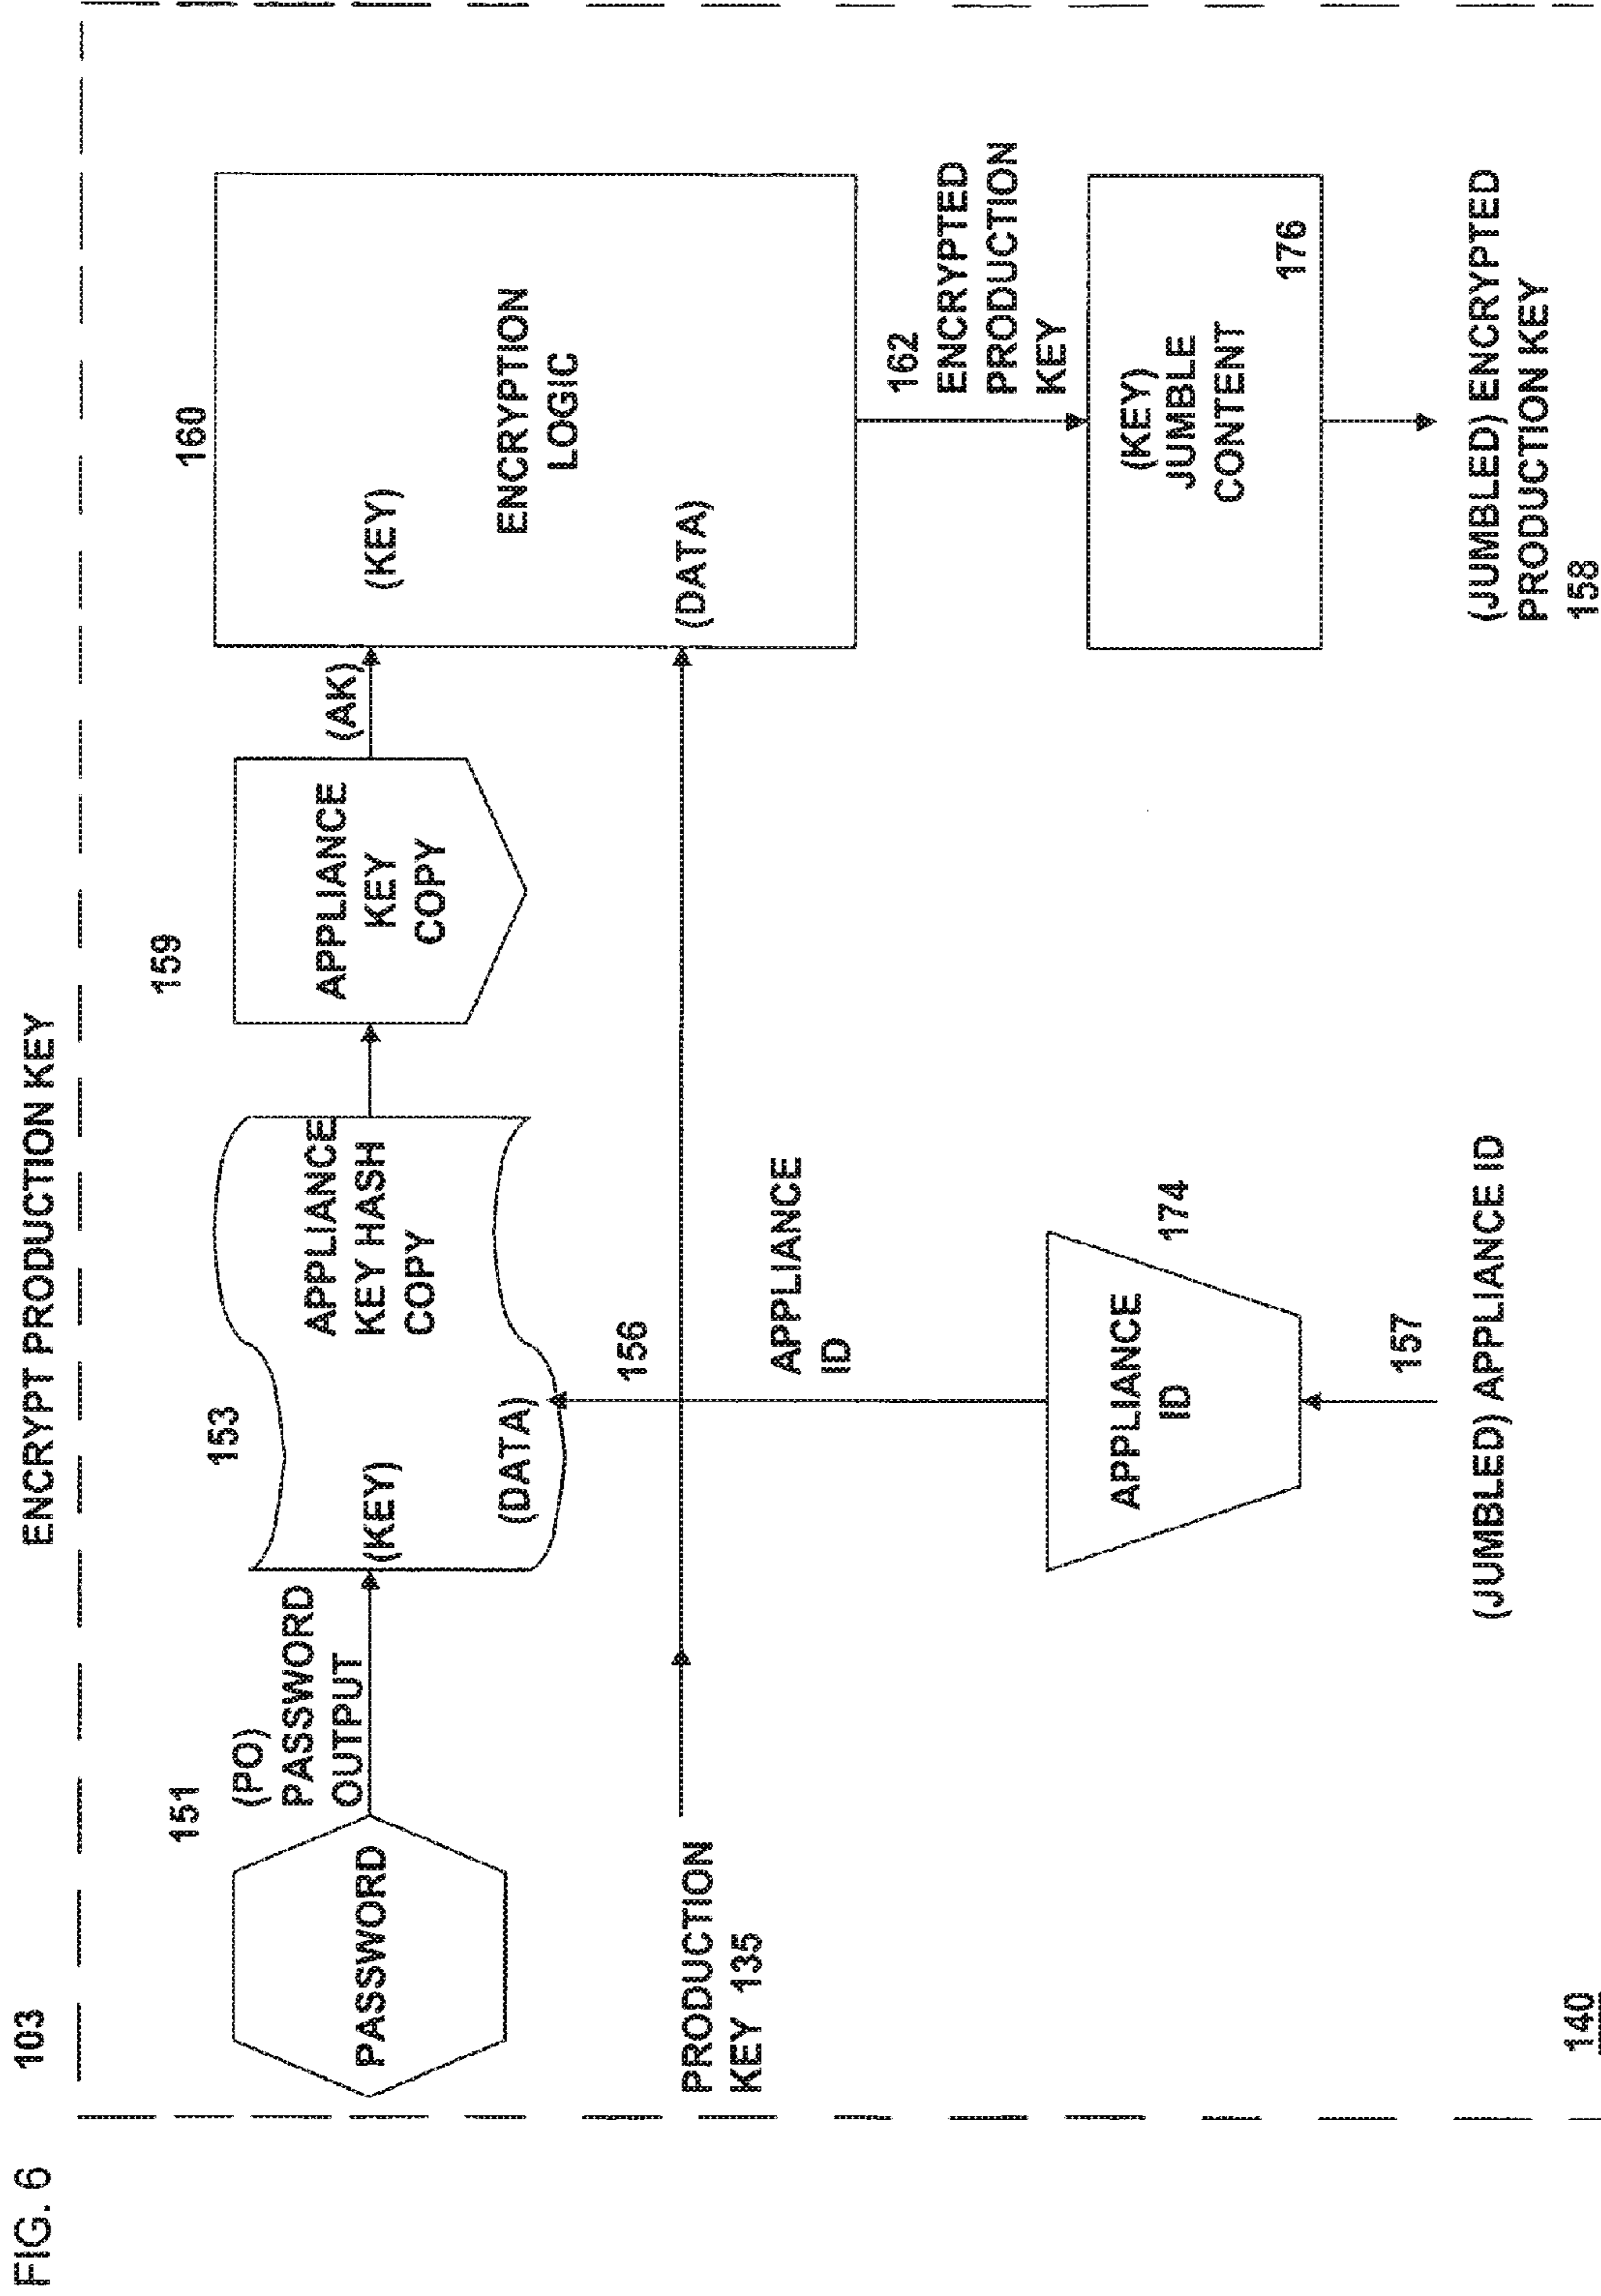 FIG. 6
103
ENCRYPT PRODUCTION KEY
151
(PO)
PASSWORD
OUTPUT
PASSWORD
153
APPLIANCE
KEY HASH
COPY
(KEY)
(DATA)
159
APPLIANCE
KEY
COPY
(AK)
160
(KEY)
ENCRYPTION
LOGIC
(DATA)
PRODUCTION
KEY 135
156
APPLIANCE
ID
162
ENCRYPTED
PRODUCTION
KEY
APPLIANCE
ID
174
(KEY)
JUMBLE
CONTENT
176
157
(JUMBLED) APPLIANCE ID
(JUMBLED) ENCRYPTED
PRODUCTION KEY
158
140